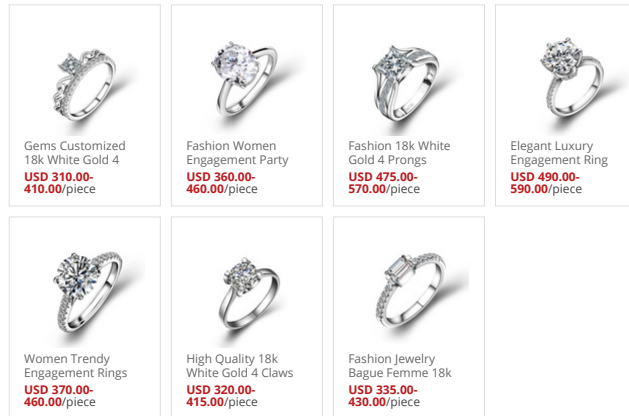 Gems Customized
18k White Gold 4
USD 310.00-
410.00/piece
Fashion Women
Engagement Party
USD 360.00-
460.00/piece
Fashion 18k White
Gold 4 Prongs
USD 475.00-
570.00/piece
Elegant Luxury
Engagement Ring
USD 490.00-
590.00/piece
Women Trendy
Engagement Rings
USD 370.00-
460.00/piece
High Quality 18k
White Gold 4 Claws
USD 320.00-
415.00/piece
Fashion Jewelry
Bague Femme 18k
USD 335.00-
430.00/piece